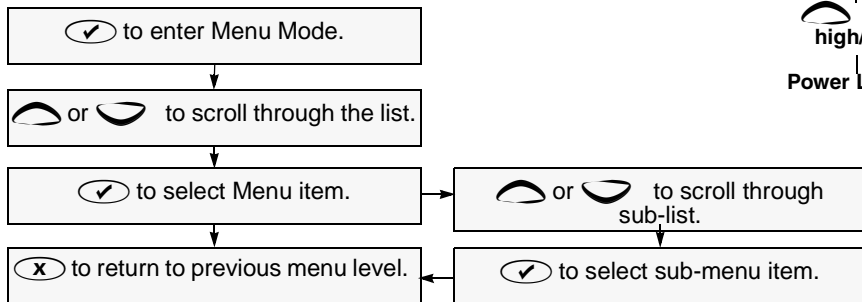 ✔ to enter Menu Mode.
or to scroll through the list.
✔ to select Menu item.
or to scroll through
sub-list.
x to return to previous menu level.
✔ to select sub-menu item.
high/
Power L